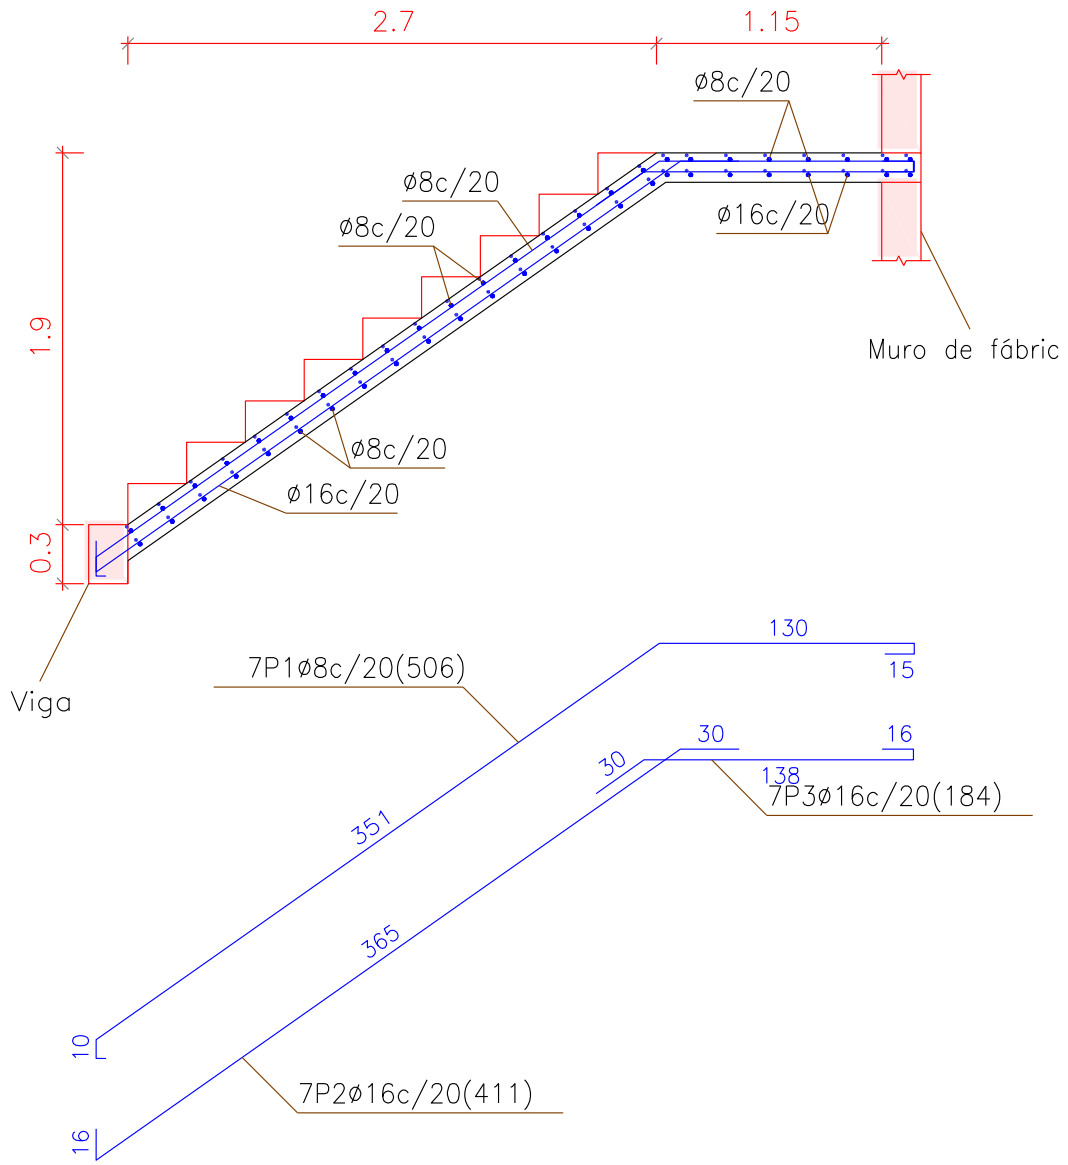 2.7
1.15
ø8c/20
ø8c/20
ø8c/20
ø16c/20
1.9
Muro de fábric
ø8c/20
ø16c/20
0.3
130
7P1ø8c/20(506)
15
Viga
30
16
30
138
7P3ø16c/20(184)
351
365
10
7P2ø16c/20(411)
16